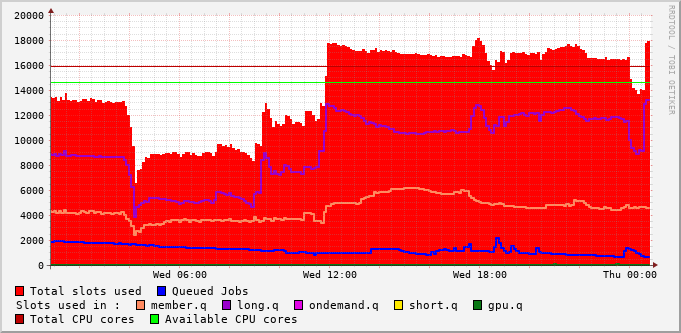 20000
18000
16000
14000
12000
10000
8000
6000
4000
2000
0
Wed 06:00 Wed 12:00 Wed 18:00 Thu 00:00
RRDTOOL / TOBI OETIKER
Total slots used Queued Jobs
Slots used in : member.q long.q ondemand.q short.q gpu.q
Total CPU cores Available CPU cores